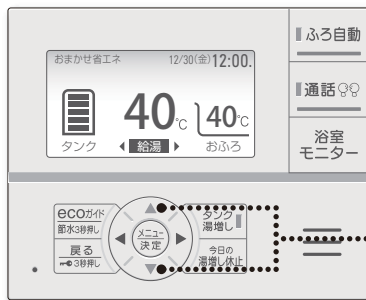 おまかせ省エネ 12/30(金)12:00.
40℃ 40℃
タンク 給湯 おふろ
ふろ自動
通話
浴室
モニター
ecoガイド
節水3秒押し
戻る
3秒押し
メニュー
決定
タンク
湯増し
今日の
湯増し休止